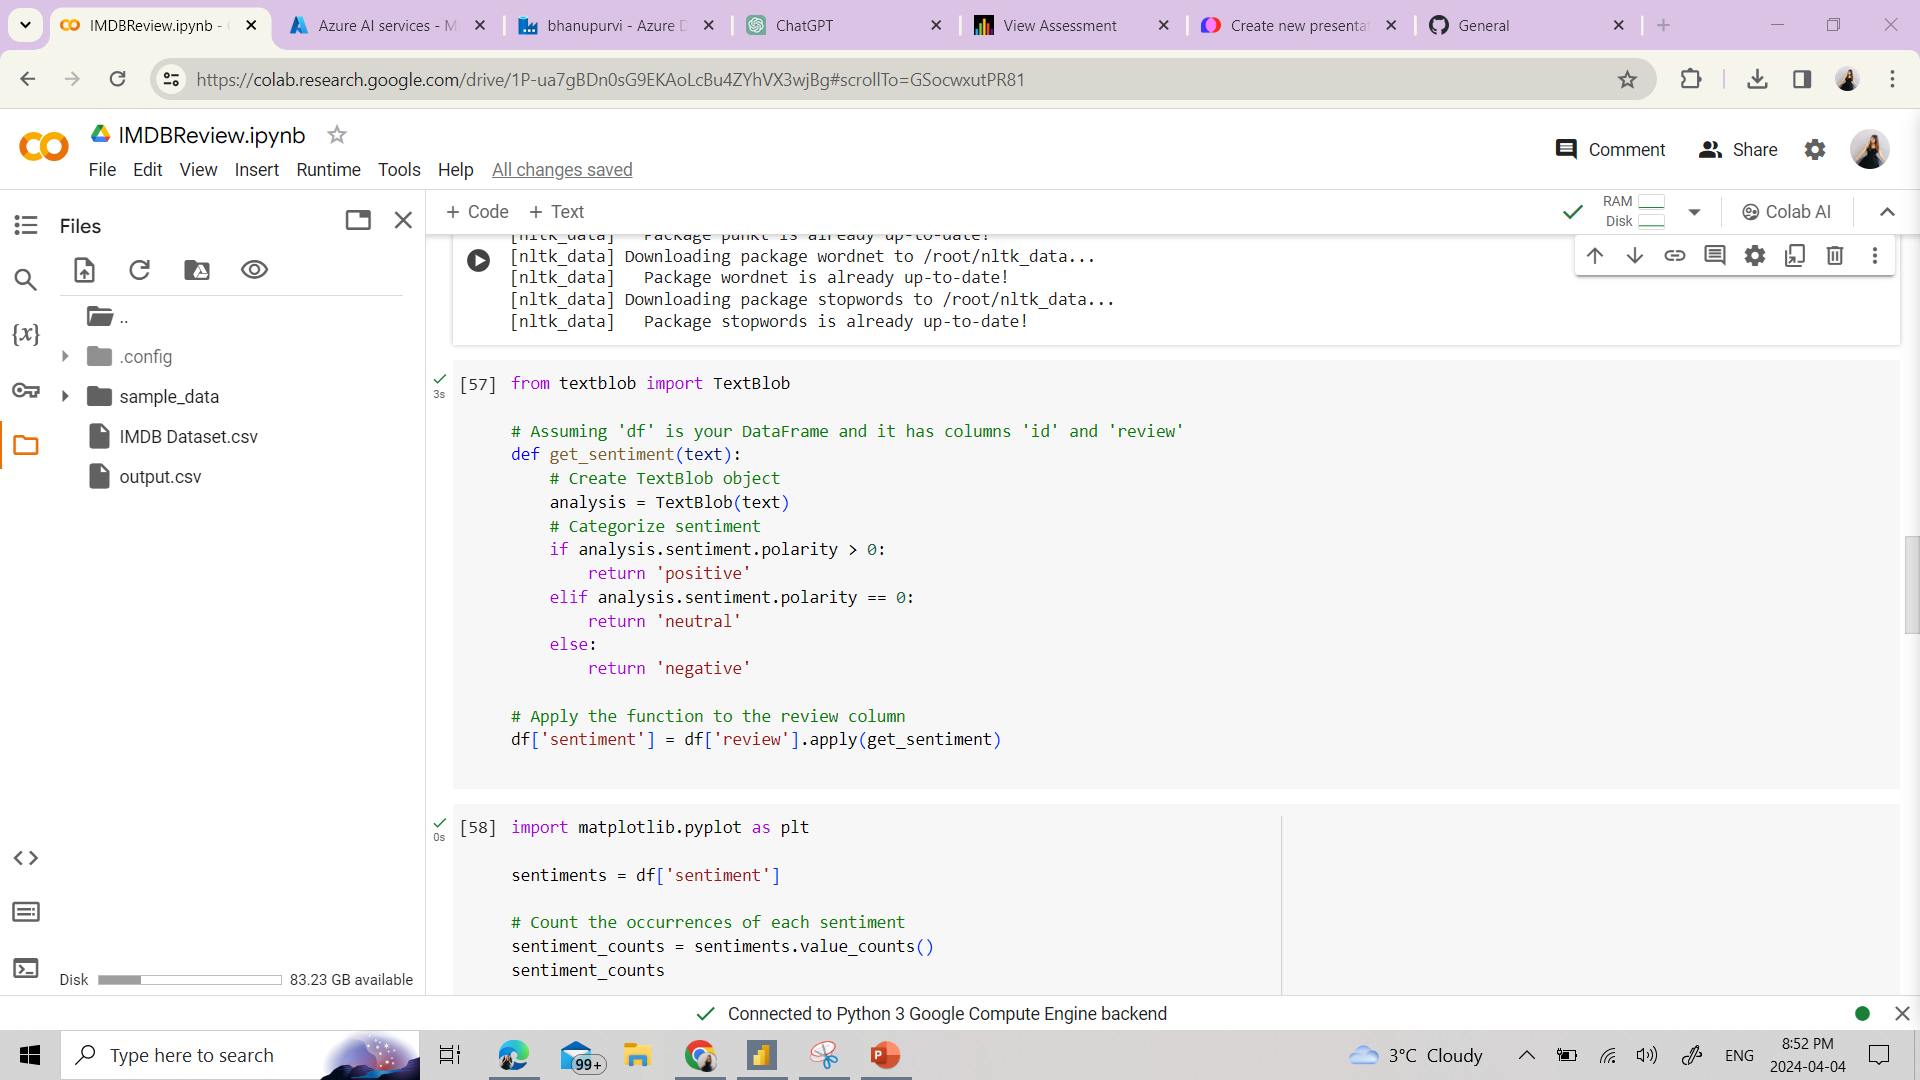 IMDBReview.ipynb -
Azure AI services - M
bhanupurvi - Azure D
ChatGPT
View Assessment
Create new presenta
General
https://colab.research.google.com/drive/1P-ua7gBDn0sG9EKAoLcBu4ZYhVX3wjBg#scrollTo=GSocwxutPR81
IMDBReview.ipynb
Comment
Share
File Edit View Insert Runtime Tools Help All changes saved
Files
+ Code + Text
RAM
Disk
Colab AI
[nltk_data]   Package punkt is already up-to-date!
[nltk_data] Downloading package wordnet to /root/nltk_data...
[nltk_data]   Package wordnet is already up-to-date!
[nltk_data] Downloading package stopwords to /root/nltk_data...
[nltk_data]   Package stopwords is already up-to-date!
{x}
..
.config
sample_data
IMDB Dataset.csv
output.csv
3s
[57] from textblob import TextBlob
# Assuming 'df' is your DataFrame and it has columns 'id' and 'review'
def get_sentiment(text):
    # Create TextBlob object
    analysis = TextBlob(text)
    # Categorize sentiment
    if analysis.sentiment.polarity > 0:
        return 'positive'
    elif analysis.sentiment.polarity == 0:
        return 'neutral'
    else:
        return 'negative'
# Apply the function to the review column
df['sentiment'] = df['review'].apply(get_sentiment)
0s
[58] import matplotlib.pyplot as plt
sentiments = df['sentiment']
# Count the occurrences of each sentiment
sentiment_counts = sentiments.value_counts()
sentiment_counts
Disk
83.23 GB available
Connected to Python 3 Google Compute Engine backend
Type here to search
99+
3°C Cloudy
ENG
8:52 PM
2024-04-04